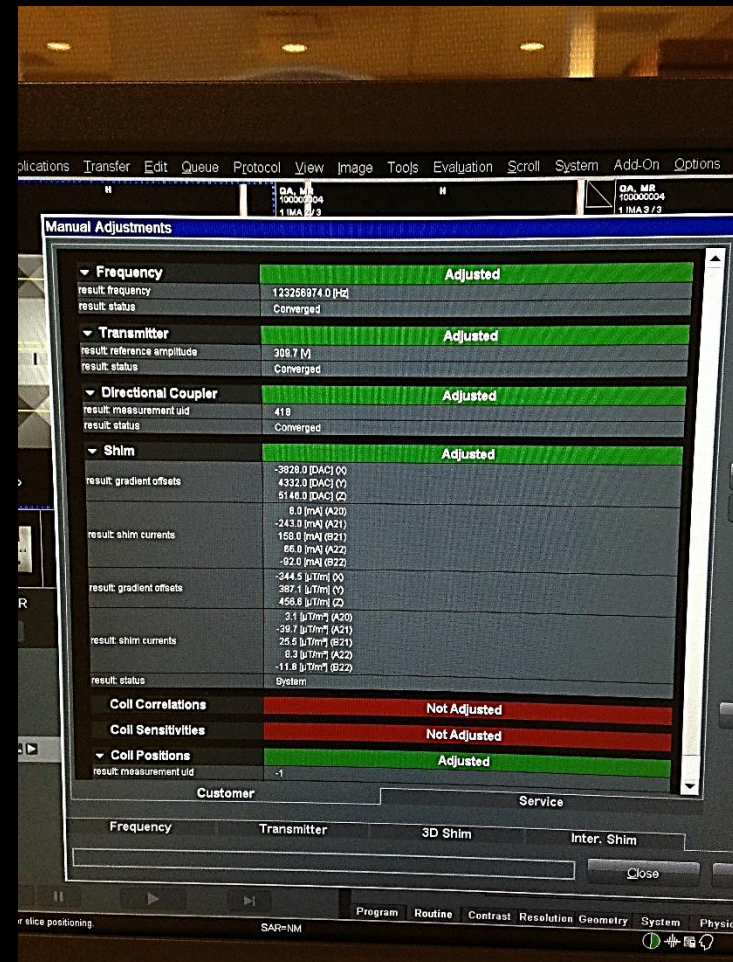 plications Transfer Edit Queue Protocol View Image Tools Evaluation Scroll System Add-On Options
H
QA, MR
100000004
1 IMA 2/3
H
QA, MR
100000004
1 IMA 3/3
Manual Adjustments
Frequency Adjusted
result: frequency 123256974.0 [Hz]
result: status Converged
Transmitter Adjusted
result: reference amplitude 309.7 [V]
result: status Converged
Directional Coupler Adjusted
result: measurement uid 418
result: status Converged
Shim Adjusted
result: gradient offsets
-3828.0 [DAC] (X)
4332.0 [DAC] (Y)
5146.0 [DAC] (Z)
result: shim currents
8.0 [mA] (A20)
-243.0 [mA] (A21)
158.0 [mA] (B21)
66.0 [mA] (A22)
-92.0 [mA] (B22)
result: gradient offsets
-344.5 [µT/m] (X)
387.1 [µT/m] (Y)
456.6 [µT/m] (Z)
result: shim currents
3.1 [µT/m²] (A20)
-39.7 [µT/m²] (A21)
25.5 [µT/m²] (B21)
8.3 [µT/m²] (A22)
-11.8 [µT/m²] (B22)
result: status System
R
Coil Correlations Not Adjusted
Coil Sensitivities Not Adjusted
Coil Positions Adjusted
result: measurement uid -1
Customer Service
Frequency Transmitter 3D Shim Inter. Shim
Close
Program Routine Contrast Resolution Geometry System Physic
r slice positioning.
SAR=NM